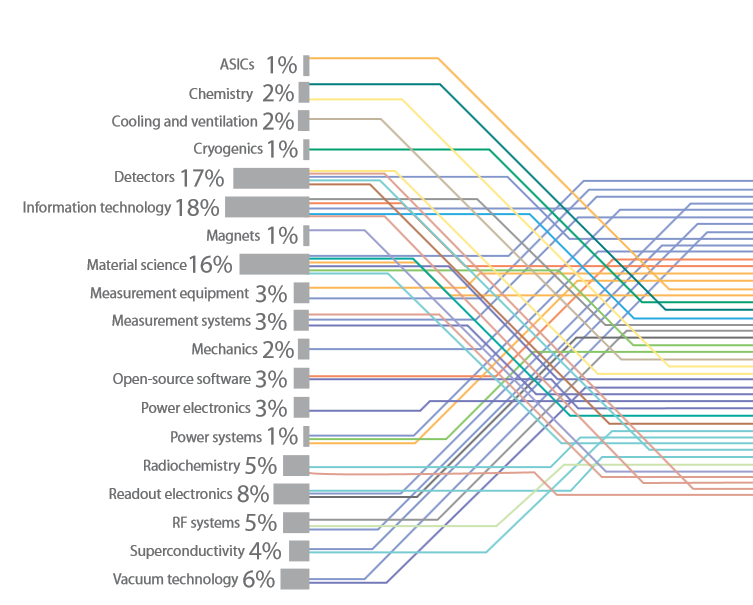 ASICs 1%
Chemistry 2%
Cooling and ventilation 2%
Cryogenics 1%
Detectors 17%
Information technology 18%
Magnets 1%
Material science 16%
Measurement equipment 3%
Measurement systems 3%
Mechanics 2%
Open-source software 3%
Power electronics 3%
Power systems 1%
Radiochemistry 5%
Readout electronics 8%
RF systems 5%
Superconductivity 4%
Vacuum technology 6%